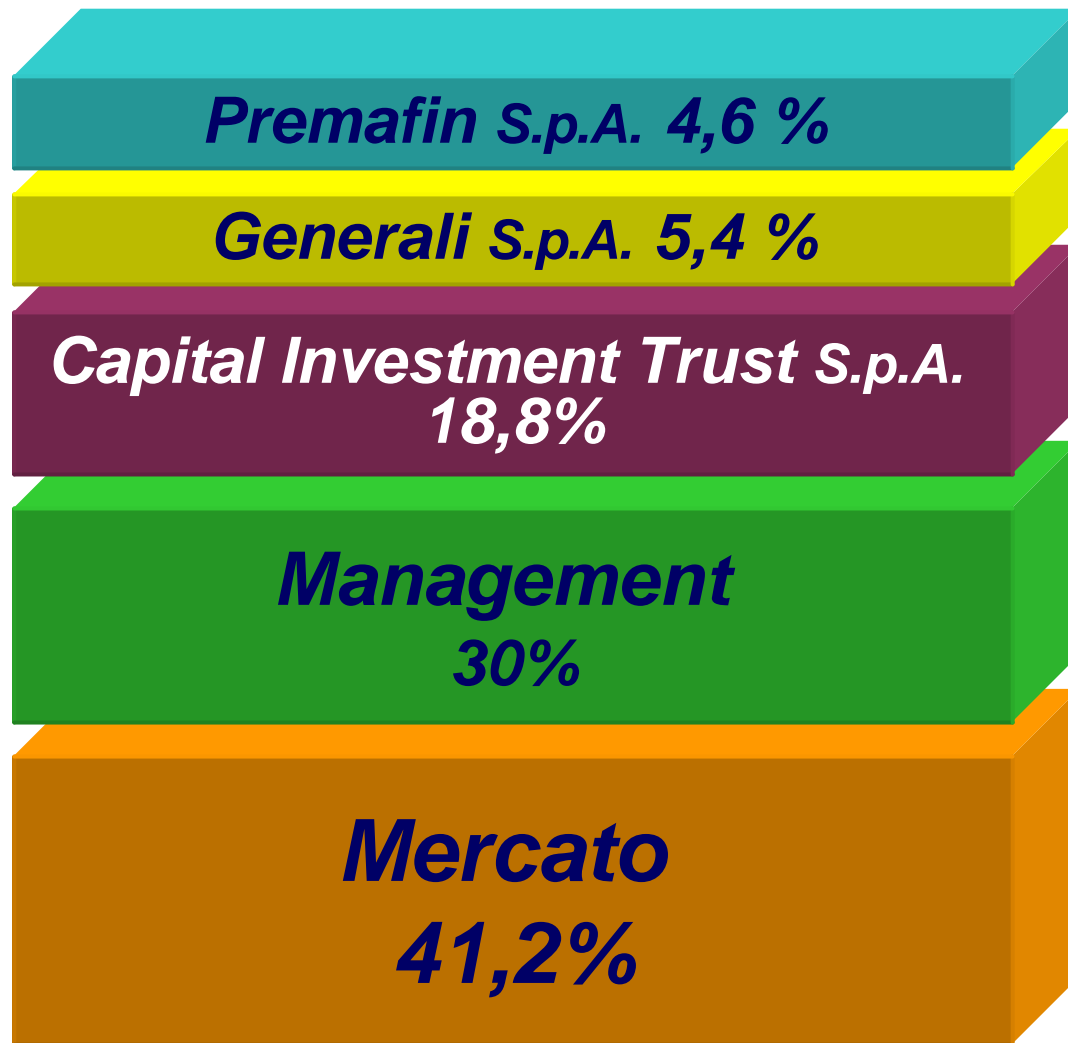 Premafin S.p.A. 4,6 %
Generali S.p.A. 5,4 %
Capital Investment Trust S.p.A.
18,8%
Management
30%
Mercato
41,2%